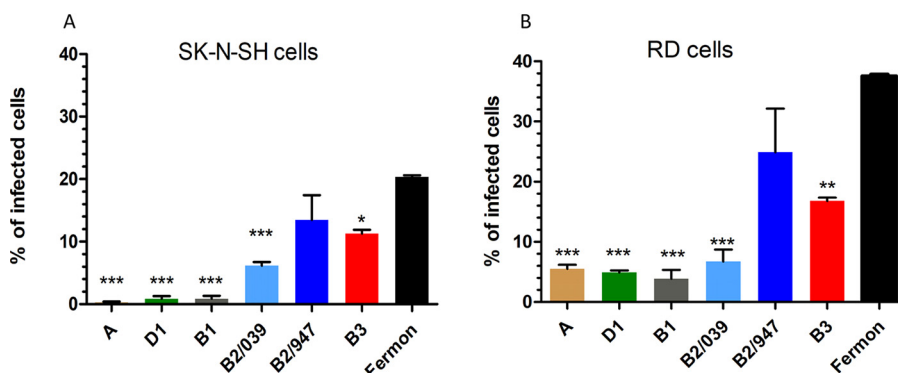 A
SK-N-SH cells
% of infected cells
40
30
20
10
0
***
***
***
***
*
A
D1
B1
B2/039
B2/947
B3
Fermon
B
RD cells
% of infected cells
40
30
20
10
0
***
***
***
***
**
A
D1
B1
B2/039
B2/947
B3
Fermon